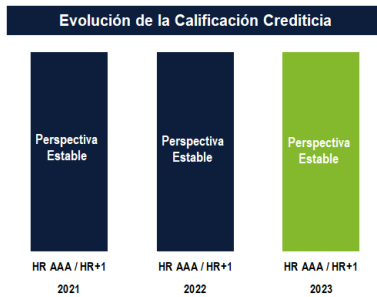 Evolución de la Calificación Crediticia
Perspectiva
Estable
Perspectiva
Estable
Perspectiva
Estable
HR AAA / HR+1
HR AAA / HR+1
HR AAA / HR+1
2021
2022
2023